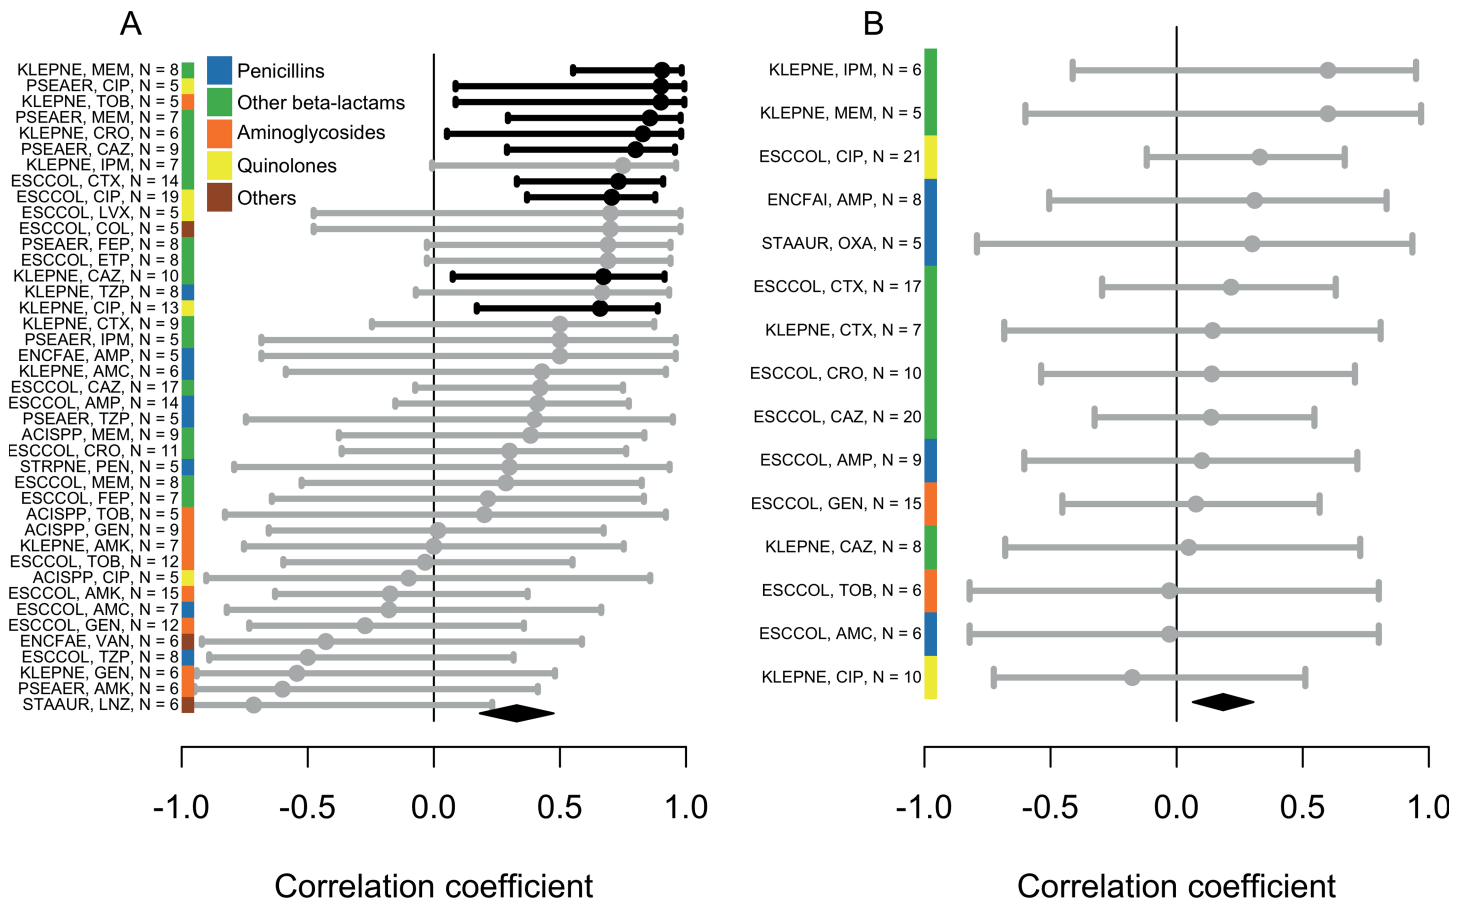 A
KLEPNE, MEM, N = 8
PSEAER, CIP, N = 5
KLEPNE, TOB, N = 5
PSEAER, MEM, N = 7
KLEPNE, CRO, N = 6
PSEAER, CAZ, N = 9
KLEPNE, IPM, N = 7
ESCCOL, CTX, N = 14
ESCCOL, CIP, N = 19
ESCCOL, LVX, N = 5
ESCCOL, COL, N = 5
PSEAER, FEP, N = 8
ESCCOL, ETP, N = 8
KLEPNE, CAZ, N = 10
KLEPNE, TZP, N = 8
KLEPNE, CIP, N = 13
KLEPNE, CTX, N = 9
PSEAER, IPM, N = 5
ENCFAE, AMP, N = 5
KLEPNE, AMC, N = 6
ESCCOL, CAZ, N = 17
ESCCOL, AMP, N = 14
PSEAER, TZP, N = 5
ACISPP, MEM, N = 9
ESCCOL, CRO, N = 11
STRPNE, PEN, N = 5
ESCCOL, MEM, N = 8
ESCCOL, FEP, N = 7
ACISPP, TOB, N = 5
ACISPP, GEN, N = 9
KLEPNE, AMK, N = 7
ESCCOL, TOB, N = 12
ACISPP, CIP, N = 5
ESCCOL, AMK, N = 15
ESCCOL, AMC, N = 7
ESCCOL, GEN, N = 12
ENCFAE, VAN, N = 6
ESCCOL, TZP, N = 8
KLEPNE, GEN, N = 6
PSEAER, AMK, N = 6
STAAUR, LNZ, N = 6
Penicillins
Other beta-lactams
Aminoglycosides
Quinolones
Others
-1.0 -0.5 0.0 0.5 1.0
Correlation coefficient
B
KLEPNE, IPM, N = 6
KLEPNE, MEM, N = 5
ESCCOL, CIP, N = 21
ENCFAI, AMP, N = 8
STAAUR, OXA, N = 5
ESCCOL, CTX, N = 17
KLEPNE, CTX, N = 7
ESCCOL, CRO, N = 10
ESCCOL, CAZ, N = 20
ESCCOL, AMP, N = 9
ESCCOL, GEN, N = 15
KLEPNE, CAZ, N = 8
ESCCOL, TOB, N = 6
ESCCOL, AMC, N = 6
KLEPNE, CIP, N = 10
-1.0 -0.5 0.0 0.5 1.0
Correlation coefficient